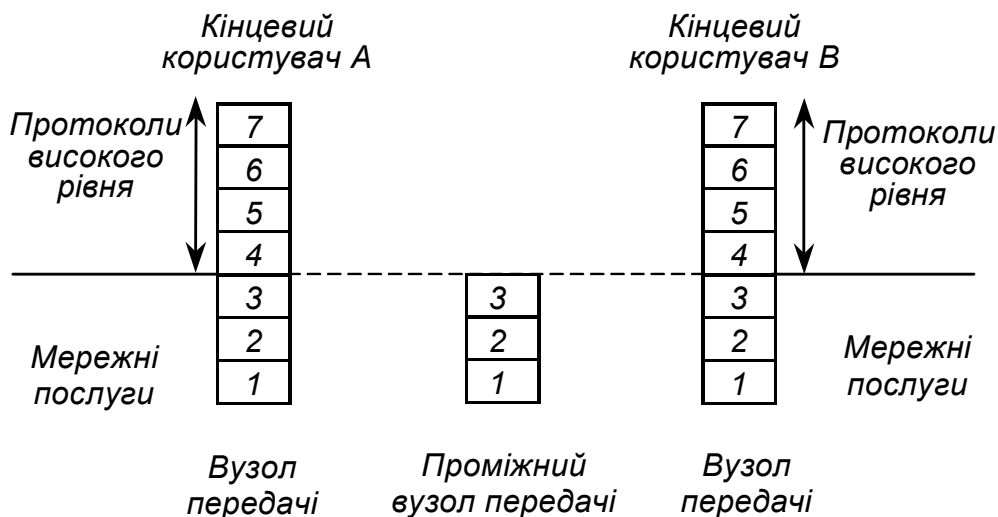 Кінцевий
користувач А
Кінцевий
користувач В
Протоколи
високого
рівня
7
6
5
4
3
2
1
3
2
1
7
6
5
4
3
2
1
Протоколи
високого
рівня
Мережні
послуги
Мережні
послуги
Вузол
передачі
Проміжний
вузол передачі
Вузол
передачі